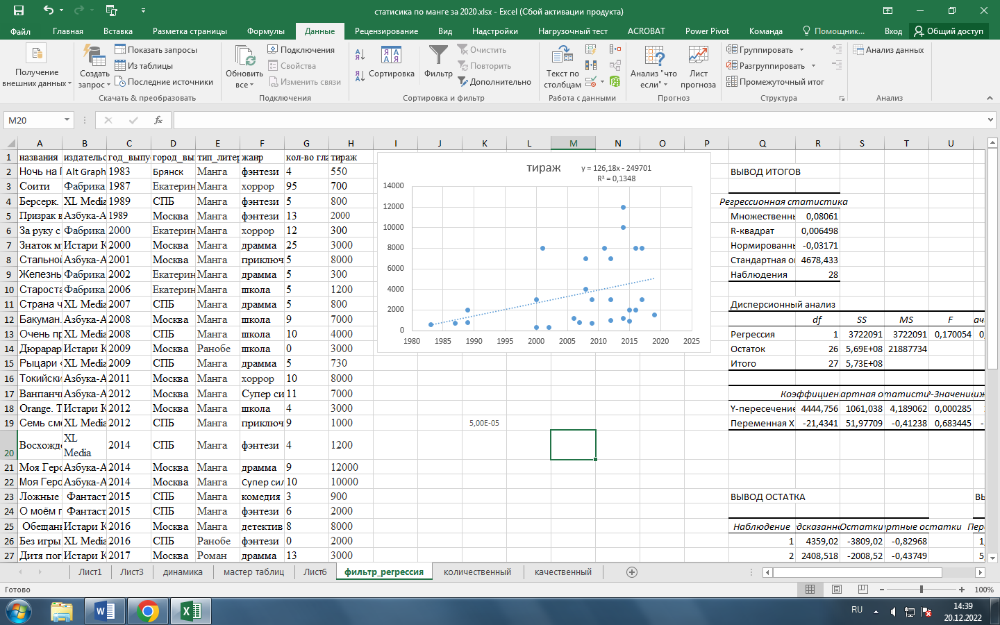 статисика по манге за 2020.xlsx - Excel (Сбой активации продукта)
Файл Главная Вставка Разметка страницы Формулы Данные Рецензирование Вид Надстройки Нагрузочный тест ACROBAT Power Pivot Команда Помощник... Вход Общий доступ
Получение внешних данных
Создать запрос
Показать запросы
Из таблицы
Последние источники
Скачать & преобразовать
Обновить все
Подключения
Свойства
Изменить связи
Подключения
Сортировка
Фильтр
Очистить
Повторить
Дополнительно
Сортировка и фильтр
Текст по столбцам
Работа с данными
Анализ "что если"
Лист прогноза
Прогноз
Группировать
Разгруппировать
Промежуточный итог
Структура
Анализ данных
Анализ
M20 fx
A B C D E F G H I J K L M N O P Q R S T U
1 названия издательс год_выпу город_вы тип_литер жанр кол-во гла тираж
2 Ночь на Г Alt Graph 1983 Брянск Манга фэнтези 4 550
3 Соити Фабрика 1987 Екатерин Манга хоррор 95 700
4 Берсерк. XL Media 1989 СПБ Манга фэнтези 5 800
5 Призрак в Азбука-А 1989 Москва Манга фэнтези 13 2000
6 За руку с Фабрика 2000 Екатерин Манга хоррор 12 300
7 Знаток му Истари К 2000 Москва Манга драмма 25 3000
8 Стальной Азбука-А 2001 Москва Манга приключ 5 8000
9 Железны Фабрика 2002 Екатерин Манга драмма 5 300
10 Староста Фабрика 2006 Екатерин Манга школа 5 1200
11 Страна ч XL Media 2007 СПБ Манга драмма 5 800
12 Бакуман. Азбука-А 2008 Москва Манга школа 9 7000
13 Очень пр XL Media 2008 СПБ Манга школа 10 4000
14 Дюрарар Истари К 2009 Москва Ранобе школа 0 3000
15 Рыцари « XL Media 2009 СПБ Манга драмма 5 730
16 Токийски Азбука-А 2011 Москва Манга хоррор 10 8000
17 Ванпанч Азбука-А 2012 Москва Манга Супер си 11 7000
18 Orange. Т Истари К 2012 Москва Манга школа 4 3000
19 Семь сме XL Media 2012 СПБ Манга приключ 9 1000
20 Восхожде XL Media 2014 СПБ Манга фэнтези 4 1200
21 Моя Геро Азбука-А 2014 Москва Манга драмма 9 12000
22 Моя Геро Азбука-А 2014 Москва Манга Супер сил 10 10000
23 Ложные Фантаст 2015 СПБ Манга комедия 3 900
24 О моём п Фантаст 2015 СПБ Манга фэнтези 6 2000
25 Обещанн Истари К 2016 Москва Манга детектив 8 8000
26 Без игры XL Media 2016 СПБ Ранобе фэнтези 0 2000
27 Дитя пог Истари К 2017 Москва Роман драмма 13 3000
тираж
y = 126,18x - 249701
R² = 0,1348
14000
12000
10000
8000
6000
4000
2000
0
1980 1985 1990 1995 2000 2005 2010 2015 2020 2025
5,00E-05
ВЫВОД ИТОГОВ
Регрессионная статистика
Множественнь 0,08061
R-квадрат 0,006498
Нормированнь -0,03171
Стандартная о 4678,433
Наблюдения 28
Дисперсионный анализ
df SS MS F ач
Регрессия 1 3722091 3722091 0,170054 0,
Остаток 26 5,69E+08 21887734
Итого 27 5,73E+08
Коэффициен артная о татисти Р-Значени иж
Y-пересечение 4444,756 1061,038 4,189062 0,000285
Переменная X -21,4341 51,97709 -0,41238 0,683445 -
ВЫВОД ОСТАТКА ВЫ
Наблюдение дсказанно Остатки ртные остатки Пер
1 4359,02 -3809,02 -0,82968 1,
2 2408,518 -2008,52 -0,43749 5
Лист1 Лист3 динамика мастер таблиц Лист6 фильтр_регрессия количественный качественный
Готово 100%
RU 14:39
20.12.2022